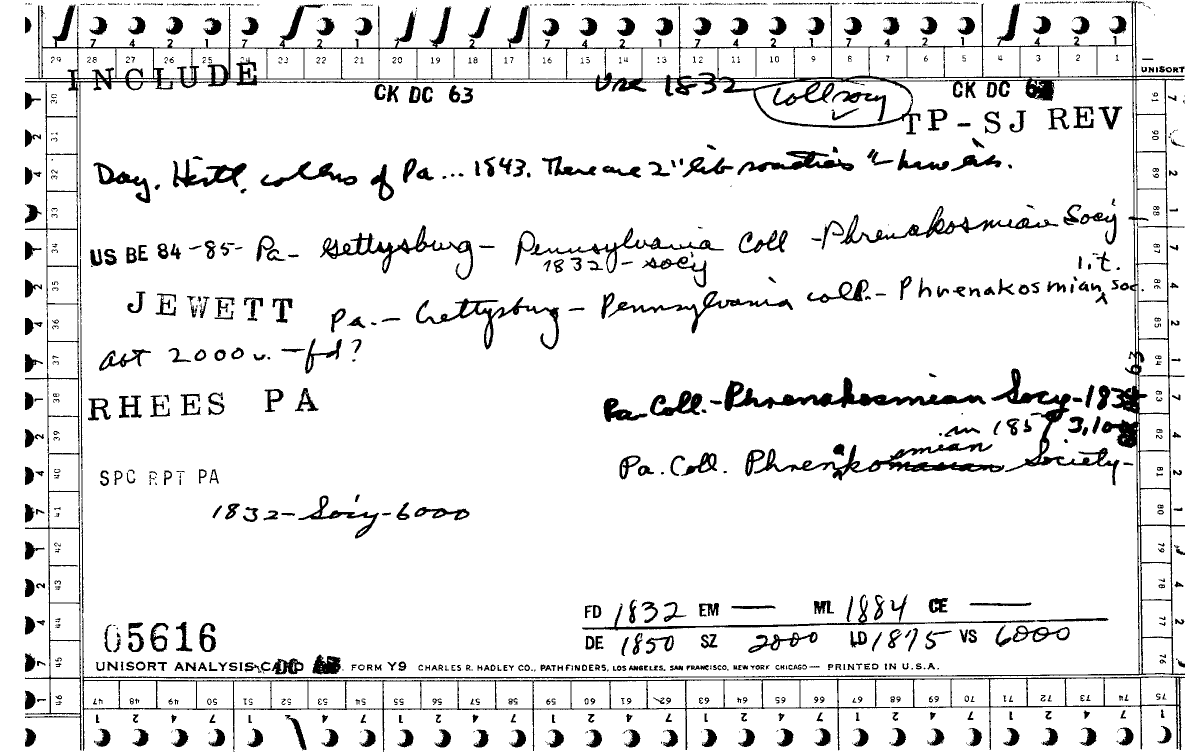 INCLUDE
CK DC 63
Use 1832
coll socy
CK DC
TP-SJ REV
Day. Histl. collns of Pa ... 1843. There are 2 "lib societies"
US BE 84-85- Pa- Gettysburg- Pennsylvania Coll -Phrenakosmian Socy-
1832-socy
lit.
JEWETT Pa.- Gettysburg- Pennsylvania coll.- Phrenakosmian soc.
abt 2000 v. -fd?
RHEES PA
Pa. Coll.-Phrenakosmian Socy-183
in 1857 3,100
Pa. Coll. Phrenakosmian Society-
SPC RPT PA
1832-Socy-6000
FD 1832 EM — ML 1884 CE —
DE 1850 SZ 2000 LD 1875 VS 6000
05616
UNISORT ANALYSIS CARD DC FORM Y9 CHARLES R. HADLEY CO., PATHFINDERS, LOS ANGELES, SAN FRANCISCO, NEW YORK CHICAGO — PRINTED IN U.S.A.
UNISORT